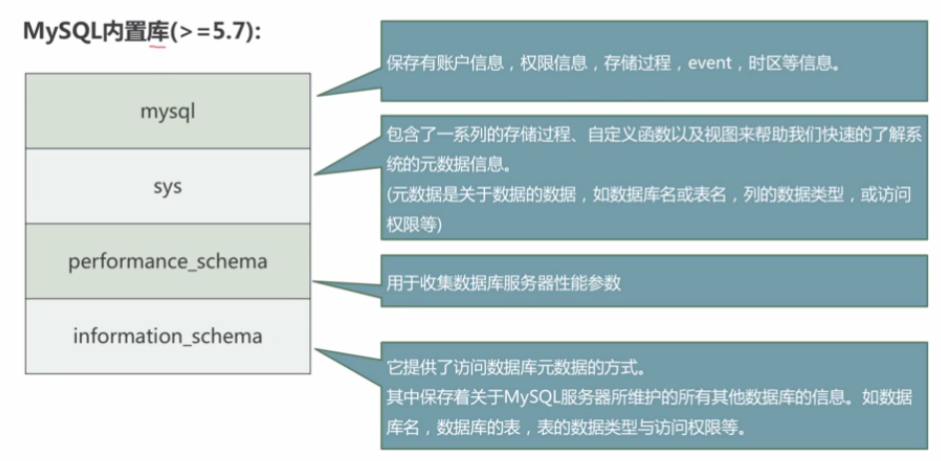 MySQL内置库(>=5.7):
mysql
sys
performance_schema
information_schema
保存有账户信息，权限信息，存储过程，event，时区等信息。
包含了一系列的存储过程、自定义函数以及视图来帮助我们快速的了解系
统的元数据信息。
(元数据是关于数据的数据，如数据库名或表名，列的数据类型，或访问
权限等)
用于收集数据库服务器性能参数
它提供了访问数据库元数据的方式。
其中保存着关于MySQL服务器所维护的所有其他数据库的信息。如数据
库名，数据库的表，表的数据类型与访问权限等。